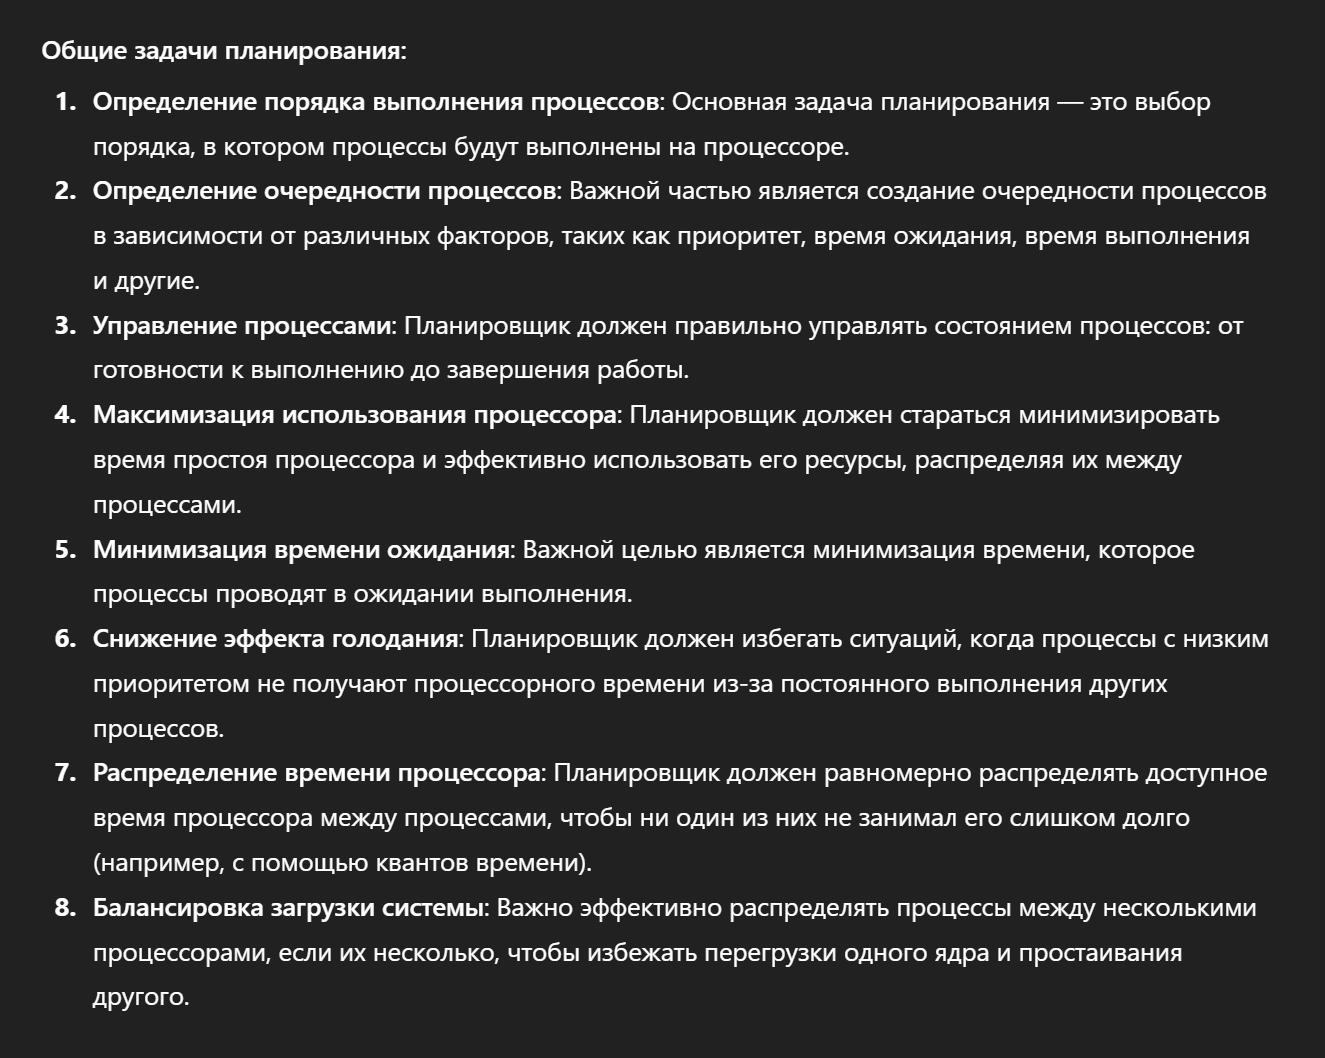 Общие задачи планирования:
1. Определение порядка выполнения процессов: Основная задача планирования — это выбор
порядка, в котором процессы будут выполнены на процессоре.
2. Определение очередности процессов: Важной частью является создание очередности процессов
в зависимости от различных факторов, таких как приоритет, время ожидания, время выполнения
и другие.
3. Управление процессами: Планировщик должен правильно управлять состоянием процессов: от
готовности к выполнению до завершения работы.
4. Максимизация использования процессора: Планировщик должен стараться минимизировать
время простоя процессора и эффективно использовать его ресурсы, распределяя их между
процессами.
5. Минимизация времени ожидания: Важной целью является минимизация времени, которое
процессы проводят в ожидании выполнения.
6. Снижение эффекта голодания: Планировщик должен избегать ситуаций, когда процессы с низким
приоритетом не получают процессорного времени из-за постоянного выполнения других
процессов.
7. Распределение времени процессора: Планировщик должен равномерно распределять доступное
время процессора между процессами, чтобы ни один из них не занимал его слишком долго
(например, с помощью квантов времени).
8. Балансировка загрузки системы: Важно эффективно распределять процессы между несколькими
процессорами, если их несколько, чтобы избежать перегрузки одного ядра и простаивания
другого.